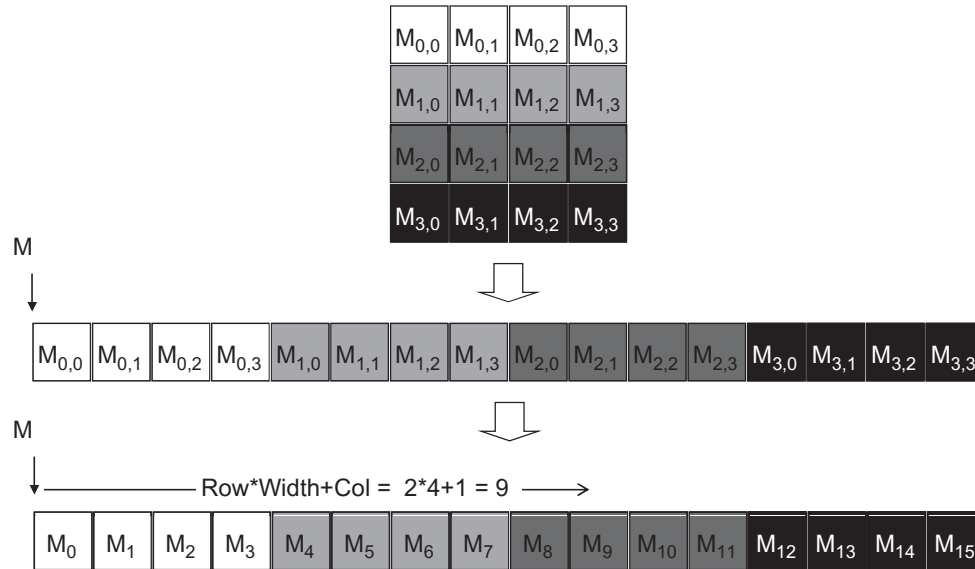 M0,0 M0,1 M0,2 M0,3
M1,0 M1,1 M1,2 M1,3
M2,0 M2,1 M2,2 M2,3
M3,0 M3,1 M3,2 M3,3
M
M0,0 M0,1 M0,2 M0,3 M1,0 M1,1 M1,2 M1,3 M2,0 M2,1 M2,2 M2,3 M3,0 M3,1 M3,2 M3,3
M
Row*Width+Col = 2*4+1 = 9
M0 M1 M2 M3 M4 M5 M6 M7 M8 M9 M10 M11 M12 M13 M14 M15